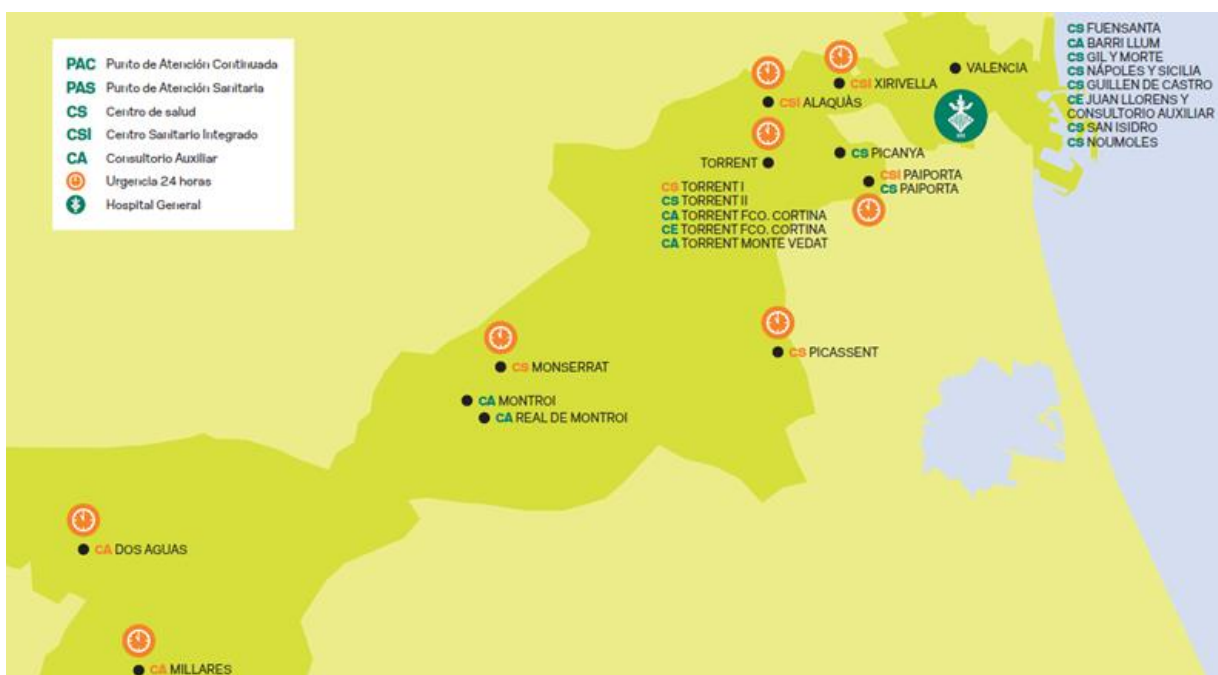 PAC Punto de Atención Continuada
PAS Punto de Atención Sanitaria
CS Centro de salud
CSI Centro Sanitario Integrado
CA Consultorio Auxiliar
Urgencia 24 horas
Hospital General
CS FUENSANTA
CA BARRI LLUM
CS GIL Y MORTE
CS NÁPOLES Y SICILIA
CS GUILLEN DE CASTRO
CE JUAN LLORENS Y
CONSULTORIO AUXILIAR
CS SAN ISIDRO
CS NOUMOLES
VALENCIA
CSI XIRIVELLA
CSI ALAQUÀS
CS PICANYA
TORRENT
CSI PAIPORTA
CS PAIPORTA
CS TORRENT I
CS TORRENT II
CA TORRENT FCO. CORTINA
CE TORRENT FCO. CORTINA
CA TORRENT MONTE VEDAT
CS PICASSENT
CS MONSERRAT
CA MONTROI
CA REAL DE MONTROI
CA DOS AGUAS
CA MILLARES